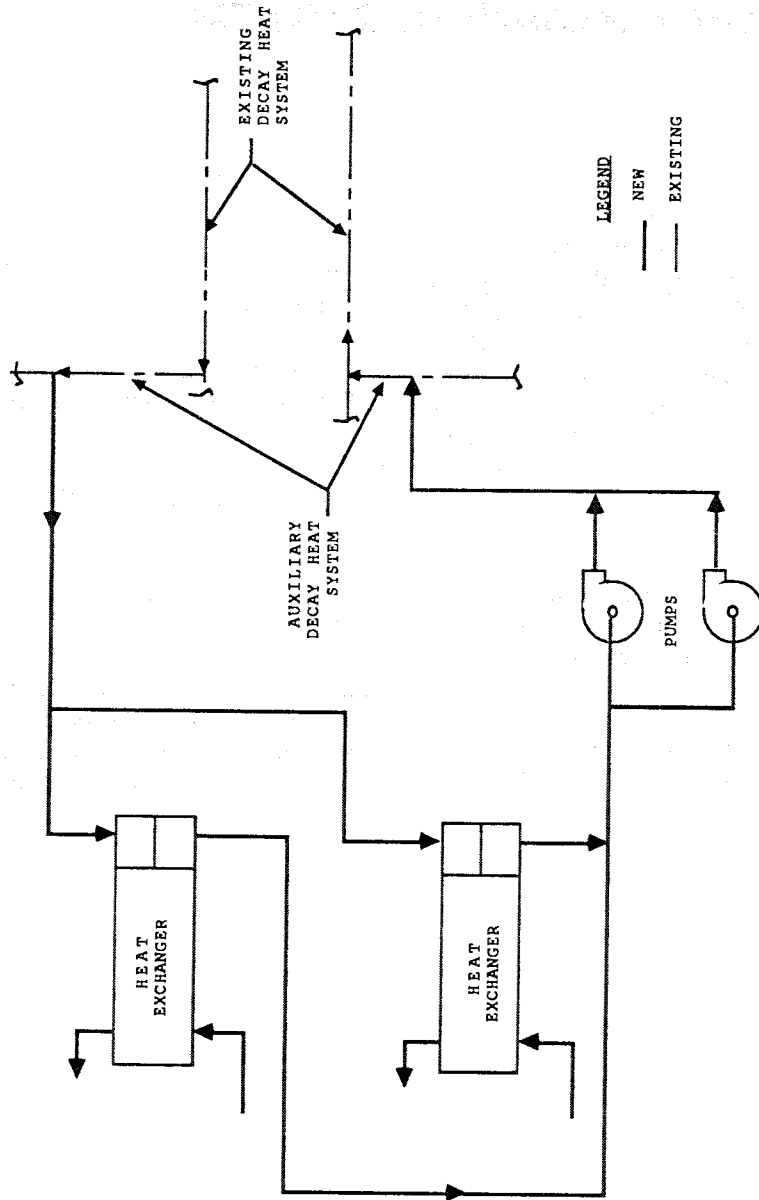 EXISTING
DECAY HEAT
SYSTEM
AUXILIARY
DECAY HEAT
SYSTEM
HEAT
EXCHANGER
HEAT
EXCHANGER
PUMPS
LEGEND
NEW
EXISTING